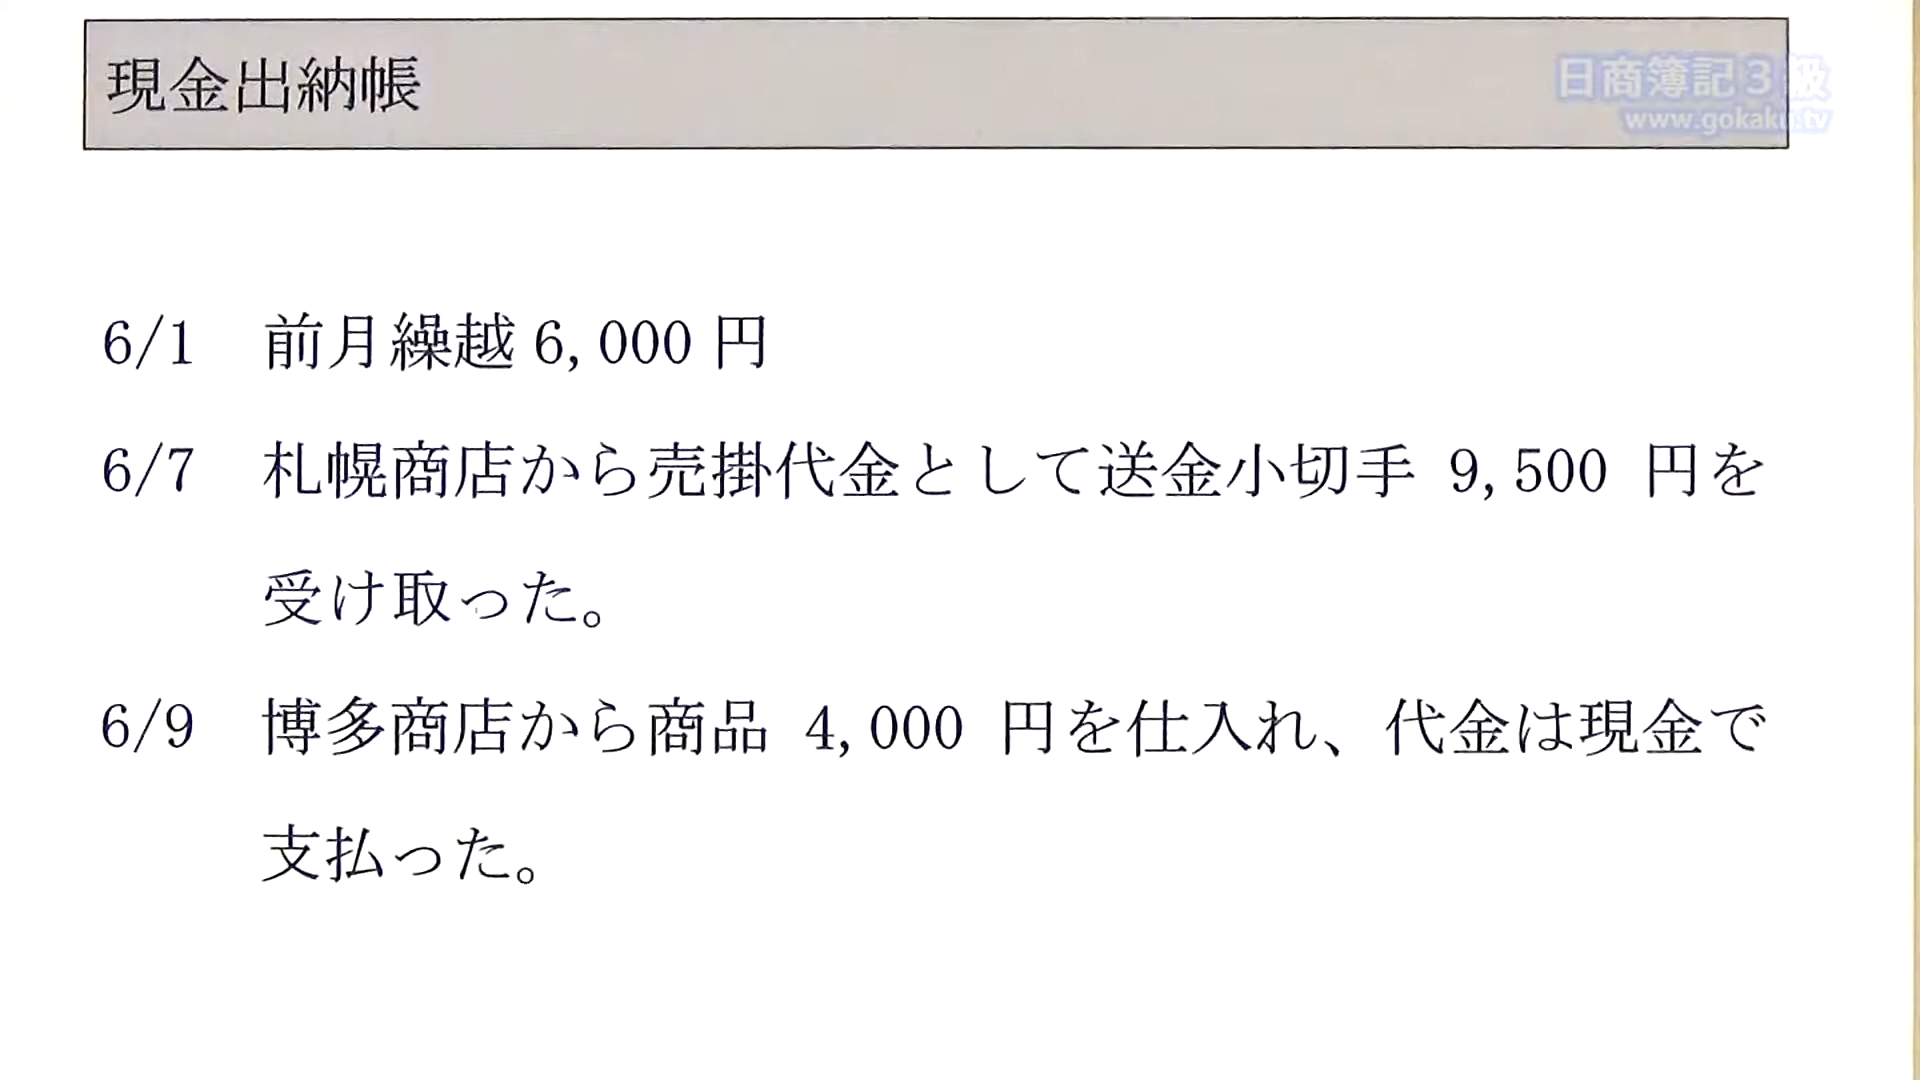 現金出納帳
日商簿記3級
www.gokaku.tv
6/1 前月繰越 6,000 円
6/7 札幌商店から売掛代金として送金小切手 9,500 円を
受け取った。
6/9 博多商店から商品 4,000 円を仕入れ、代金は現金で
支払った。